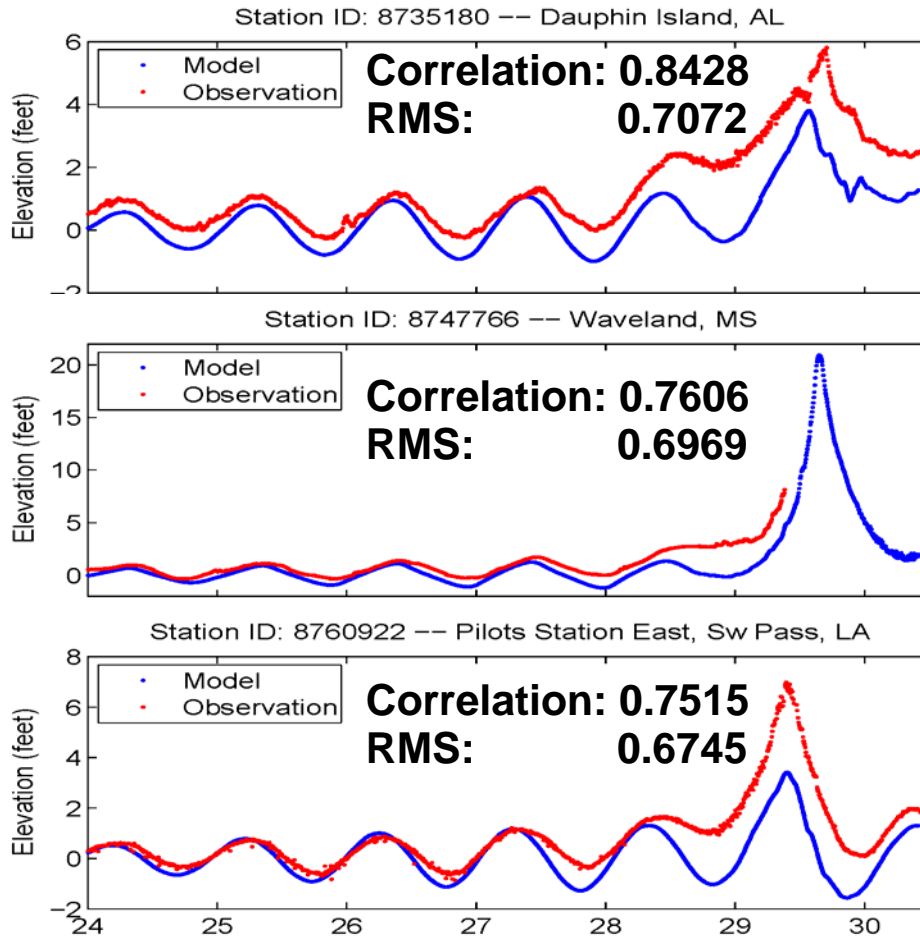 Station ID: 8735180 -- Dauphin Island, AL
6
4
2
0
-2
Elevation (feet)
Model
Observation
Correlation: 0.8428
RMS: 0.7072
Station ID: 8747766 -- Waveland, MS
20
15
10
5
0
Elevation (feet)
Model
Observation
Correlation: 0.7606
RMS: 0.6969
Station ID: 8760922 -- Pilots Station East, Sw Pass, LA
8
6
4
2
0
-2
Elevation (feet)
Model
Observation
Correlation: 0.7515
RMS: 0.6745
24 25 26 27 28 29 30